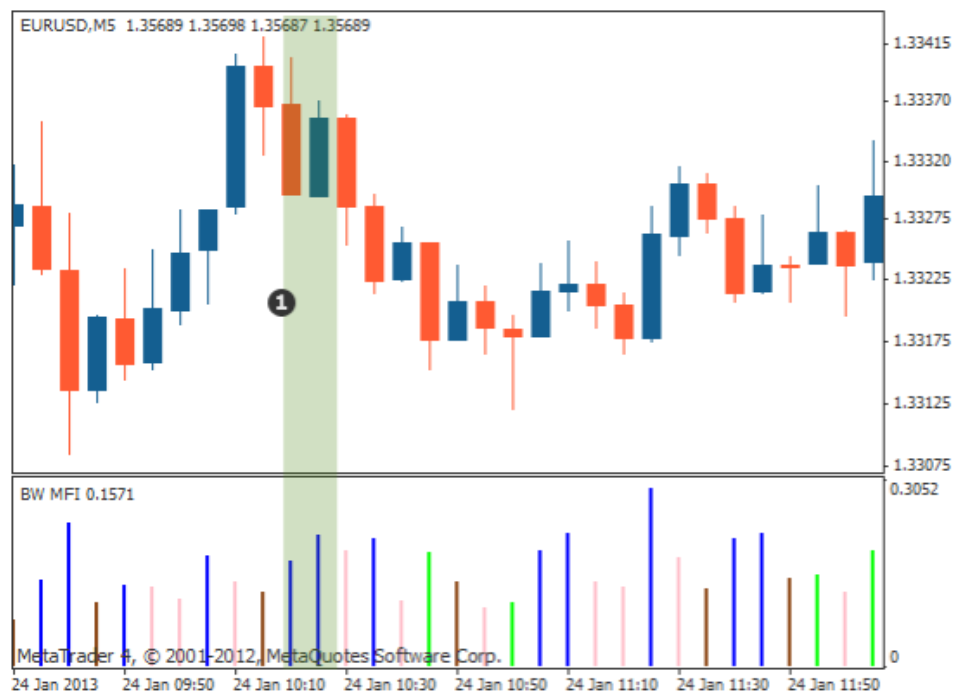 EURUSD,M5 1.35689 1.35698 1.35687 1.35689
1.33415
1.33370
1.33320
1.33275
1.33225
1.33175
1.33125
1.33075
1
BW MFI 0.1571
0.3052
0
MetaTrader 4, © 2001-2012, MetaQuotes Software Corp.
24 Jan 2013 24 Jan 09:50 24 Jan 10:10 24 Jan 10:30 24 Jan 10:50 24 Jan 11:10 24 Jan 11:30 24 Jan 11:50